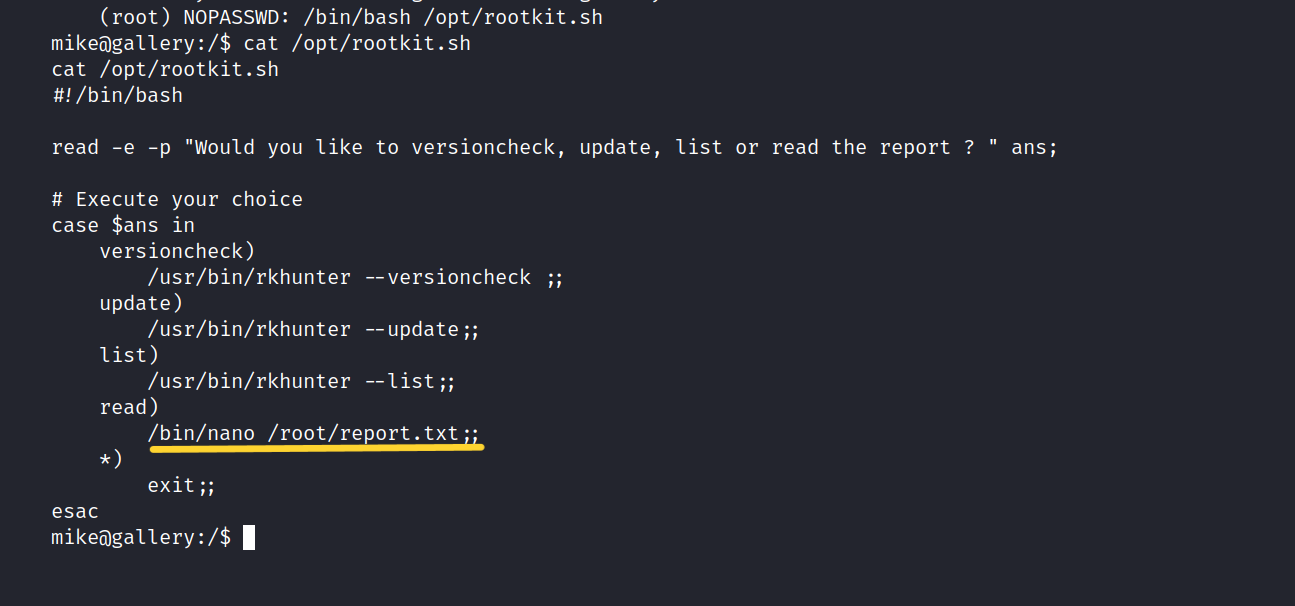 (root) NOPASSWD: /bin/bash /opt/rootkit.sh
mike@gallery:/$ cat /opt/rootkit.sh
cat /opt/rootkit.sh
#!/bin/bash
read -e -p "Would you like to versioncheck, update, list or read the report ? " ans;
# Execute your choice
case $ans in
versioncheck)
/usr/bin/rkhunter --versioncheck ;;
update)
/usr/bin/rkhunter --update;;
list)
/usr/bin/rkhunter --list;;
read)
/bin/nano /root/report.txt;;
*)
exit;;
esac
mike@gallery:/$